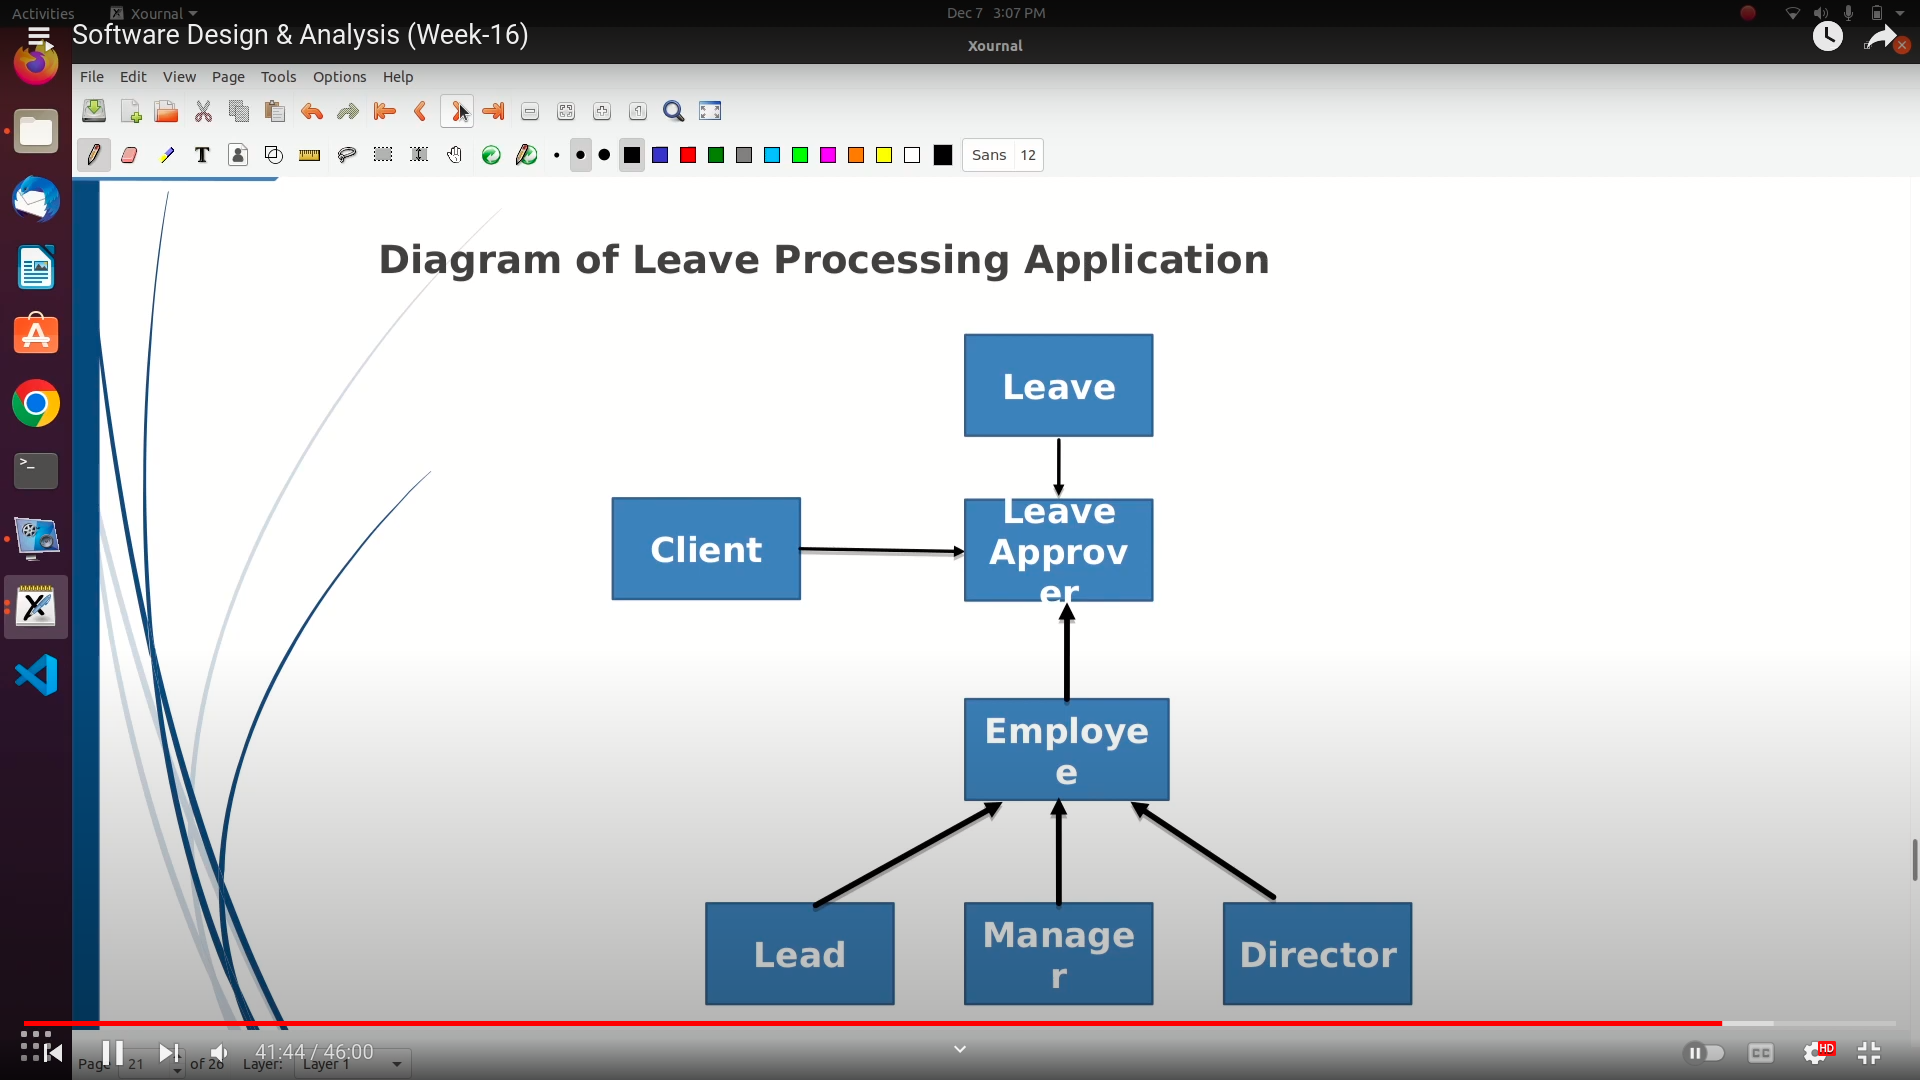 Activities
Xournal
Dec 7 3:07 PM
Software Design & Analysis (Week-16)
Xournal
File Edit View Page Tools Options Help
T
Sans 12
Diagram of Leave Processing Application
Leave
Client
Leave
Approv
er
Employe
e
Lead
Manage
r
Director
41:44 / 46:00
CC
HD
Page 21 of 26 Layer: Layer 1